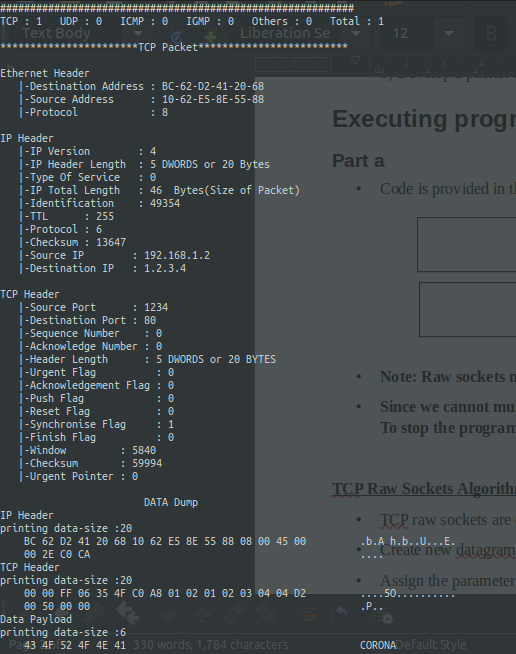 ###########################################################
TCP : 1   UDP : 0   ICMP : 0   IGMP : 0   Others : 0   Total : 1
***********************TCP Packet*************************
Ethernet Header
   |-Destination Address : BC-62-D2-41-20-68
   |-Source Address      : 10-62-E5-8E-55-88
   |-Protocol            : 8
IP Header
   |-IP Version        : 4
   |-IP Header Length  : 5 DWORDS or 20 Bytes
   |-Type Of Service   : 0
   |-IP Total Length   : 46  Bytes(Size of Packet)
   |-Identification    : 49354
   |-TTL      : 255
   |-Protocol : 6
   |-Checksum : 13647
   |-Source IP        : 192.168.1.2
   |-Destination IP   : 1.2.3.4
TCP Header
   |-Source Port      : 1234
   |-Destination Port : 80
   |-Sequence Number    : 0
   |-Acknowledge Number : 0
   |-Header Length      : 5 DWORDS or 20 BYTES
   |-Urgent Flag          : 0
   |-Acknowledgement Flag : 0
   |-Push Flag            : 0
   |-Reset Flag           : 0
   |-Synchronise Flag     : 1
   |-Finish Flag          : 0
   |-Window         : 5840
   |-Checksum       : 59994
   |-Urgent Pointer : 0
                        DATA Dump
IP Header
printing data-size :20
    BC 62 D2 41 20 68 10 62 E5 8E 55 88 08 00 45 00         .b.A h.b..U...E.
    00 2E C0 CA                                             ....
TCP Header
printing data-size :20
    00 00 FF 06 35 4F C0 A8 01 02 01 02 03 04 04 D2         ....5O..........
    00 50 00 00                                             .P..
Data Payload
printing data-size :6
    43 4F 52 4F 4E 41                                       CORONA
Text Body
Liberation Se
12
B
Executing progr
Part a
• Code is provided in th
• Note: Raw sockets n
• Since we cannot mu
To stop the program
TCP Raw Sockets Algorith
• TCP raw sockets are
• Create new datagram
• Assign the parameter
330 words, 1,784 characters
Default Style